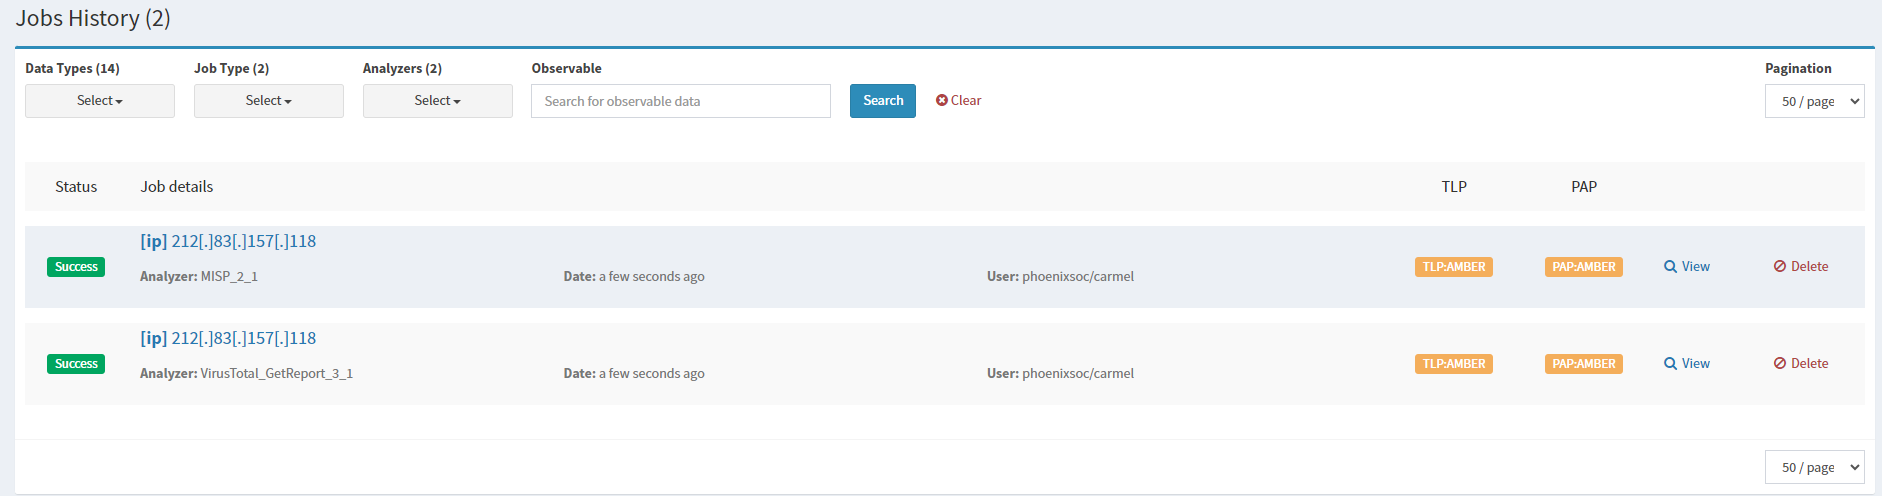 Jobs History (2)
Data Types (14) Job Type (2) Analyzers (2) Observable Pagination
Select Select Select Search for observable data Search Clear 50 / page
Status Job details TLP PAP
[ip] 212[.]83[.]157[.]118
Success TLP:AMBER PAP:AMBER View Delete
Analyzer: MISP_2_1 Date: a few seconds ago User: phoenixsoc/carmel
[ip] 212[.]83[.]157[.]118
Success TLP:AMBER PAP:AMBER View Delete
Analyzer: VirusTotal_GetReport_3_1 Date: a few seconds ago User: phoenixsoc/carmel
50 / page